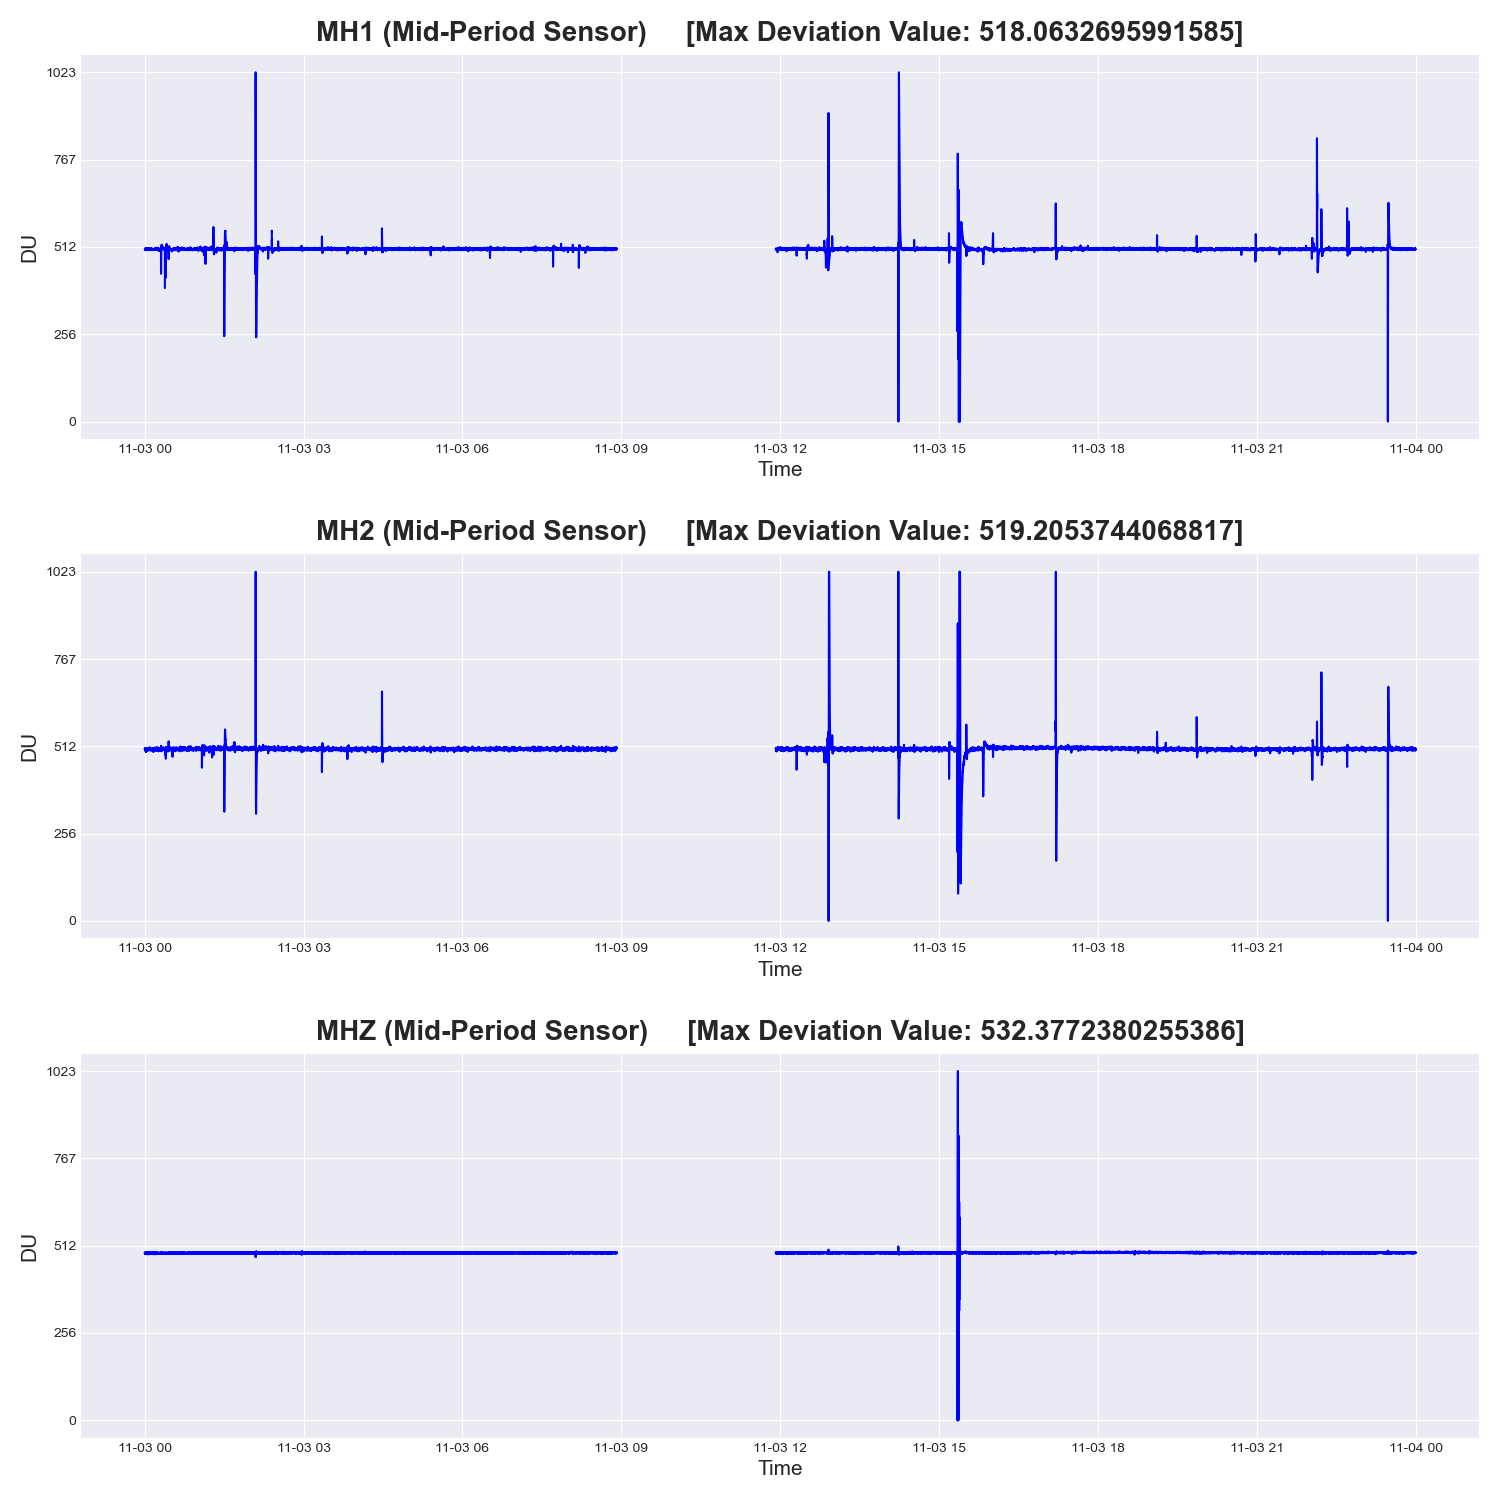 MH1 (Mid-Period Sensor) [Max Deviation Value: 518.0632695991585]
1023
767
512
256
0
DU
11-03 00 11-03 03 11-03 06 11-03 09 11-03 12 11-03 15 11-03 18 11-03 21 11-04 00
Time
MH2 (Mid-Period Sensor) [Max Deviation Value: 519.2053744068817]
1023
767
512
256
0
DU
11-03 00 11-03 03 11-03 06 11-03 09 11-03 12 11-03 15 11-03 18 11-03 21 11-04 00
Time
MHZ (Mid-Period Sensor) [Max Deviation Value: 532.3772380255386]
1023
767
512
256
0
DU
11-03 00 11-03 03 11-03 06 11-03 09 11-03 12 11-03 15 11-03 18 11-03 21 11-04 00
Time